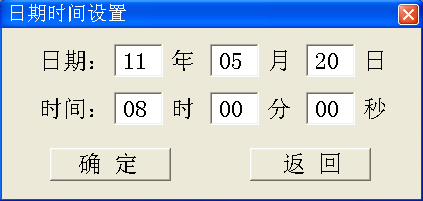 日期时间设置
日期: 11 年 05 月 20 日
时间: 08 时 00 分 00 秒
确 定 返 回